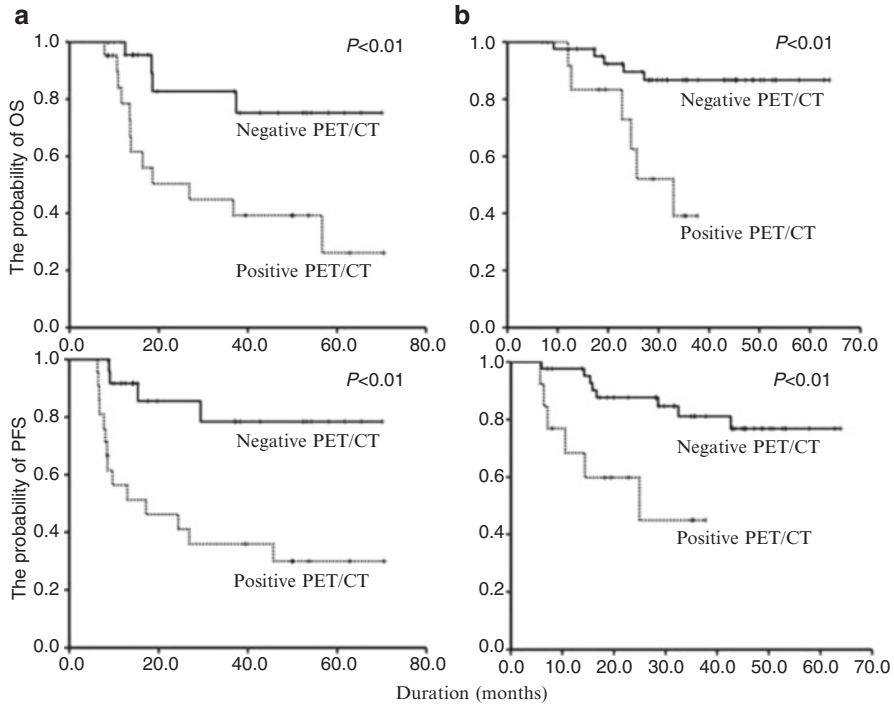 a
The probability of OS
1.0
0.8
0.6
0.4
0.2
0.0
P<0.01
Negative PET/CT
Positive PET/CT
0.0 20.0 40.0 60.0 80.0
b
1.0
0.8
0.6
0.4
0.2
0.0
P<0.01
Negative PET/CT
Positive PET/CT
0.0 10.0 20.0 30.0 40.0 50.0 60.0 70.0
The probability of PFS
1.0
0.8
0.6
0.4
0.2
0.0
P<0.01
Negative PET/CT
Positive PET/CT
0.0 20.0 40.0 60.0 80.0
1.0
0.8
0.6
0.4
0.2
0.0
P<0.01
Negative PET/CT
Positive PET/CT
0.0 10.0 20.0 30.0 40.0 50.0 60.0 70.0
Duration (months)